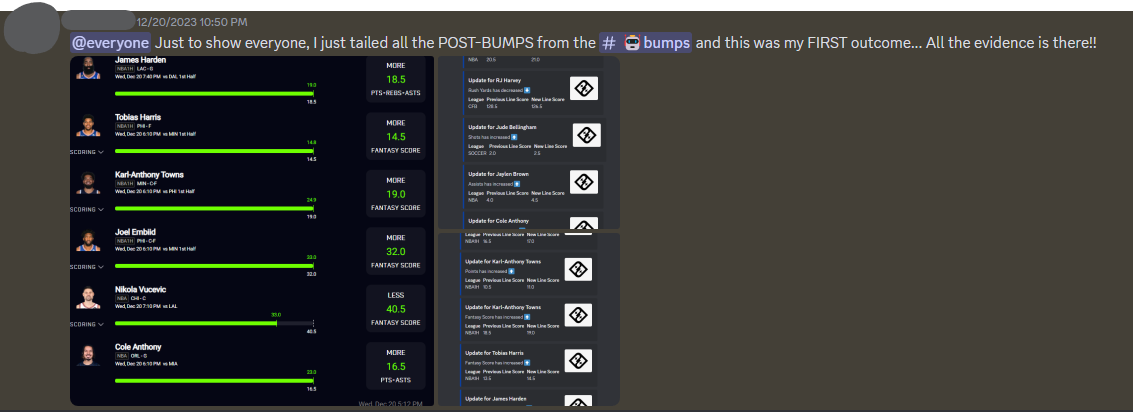 12/20/2023 10:50 PM
@everyone Just to show everyone, I just tailed all the POST-BUMPS from the # bumps and this was my FIRST outcome... All the evidence is there!!
James Harden
NBA1H LAC - G
Wed, Dec 20 7:40 PM vs DAL 1st Half
19.5
18.5
MORE
18.5
PTS+REBS+ASTS
Tobias Harris
NBA1H PHI - F
Wed, Dec 20 6:10 PM vs MIN 1st Half
SCORING
14.8
14.5
MORE
14.5
FANTASY SCORE
Karl-Anthony Towns
NBA1H MIN - C-F
Wed, Dec 20 6:10 PM vs PHI 1st Half
SCORING
24.9
19.0
MORE
19.0
FANTASY SCORE
Joel Embiid
NBA1H PHI - C-F
Wed, Dec 20 6:10 PM vs MIN 1st Half
SCORING
33.0
32.0
MORE
32.0
FANTASY SCORE
Nikola Vucevic
NBA CHI - C
Wed, Dec 20 7:10 PM vs LAL
SCORING
33.0
40.5
LESS
40.5
FANTASY SCORE
Cole Anthony
NBA ORL - G
Wed, Dec 20 6:10 PM vs MIA
23.0
16.5
MORE
16.5
PTS+ASTS
Wed, Dec 20 5:12 PM
NBA 20.5 21.0
Update for RJ Harvey
Rush Yards has decreased
League Previous Line Score New Line Score
CFB 128.5 126.5
Update for Jude Bellingham
Shots has increased
League Previous Line Score New Line Score
SOCCER 2.0 2.5
Update for Jaylen Brown
Assists has increased
League Previous Line Score New Line Score
NBA 4.0 4.5
Update for Cole Anthony
League Previous Line Score New Line Score
NBA1H 16.5 17.0
Update for Karl-Anthony Towns
Points has increased
League Previous Line Score New Line Score
NBA1H 10.5 11.0
Update for Karl-Anthony Towns
Fantasy Score has increased
League Previous Line Score New Line Score
NBA1H 18.5 19.0
Update for Tobias Harris
Fantasy Score has increased
League Previous Line Score New Line Score
NBA1H 13.5 14.5
Update for James Harden